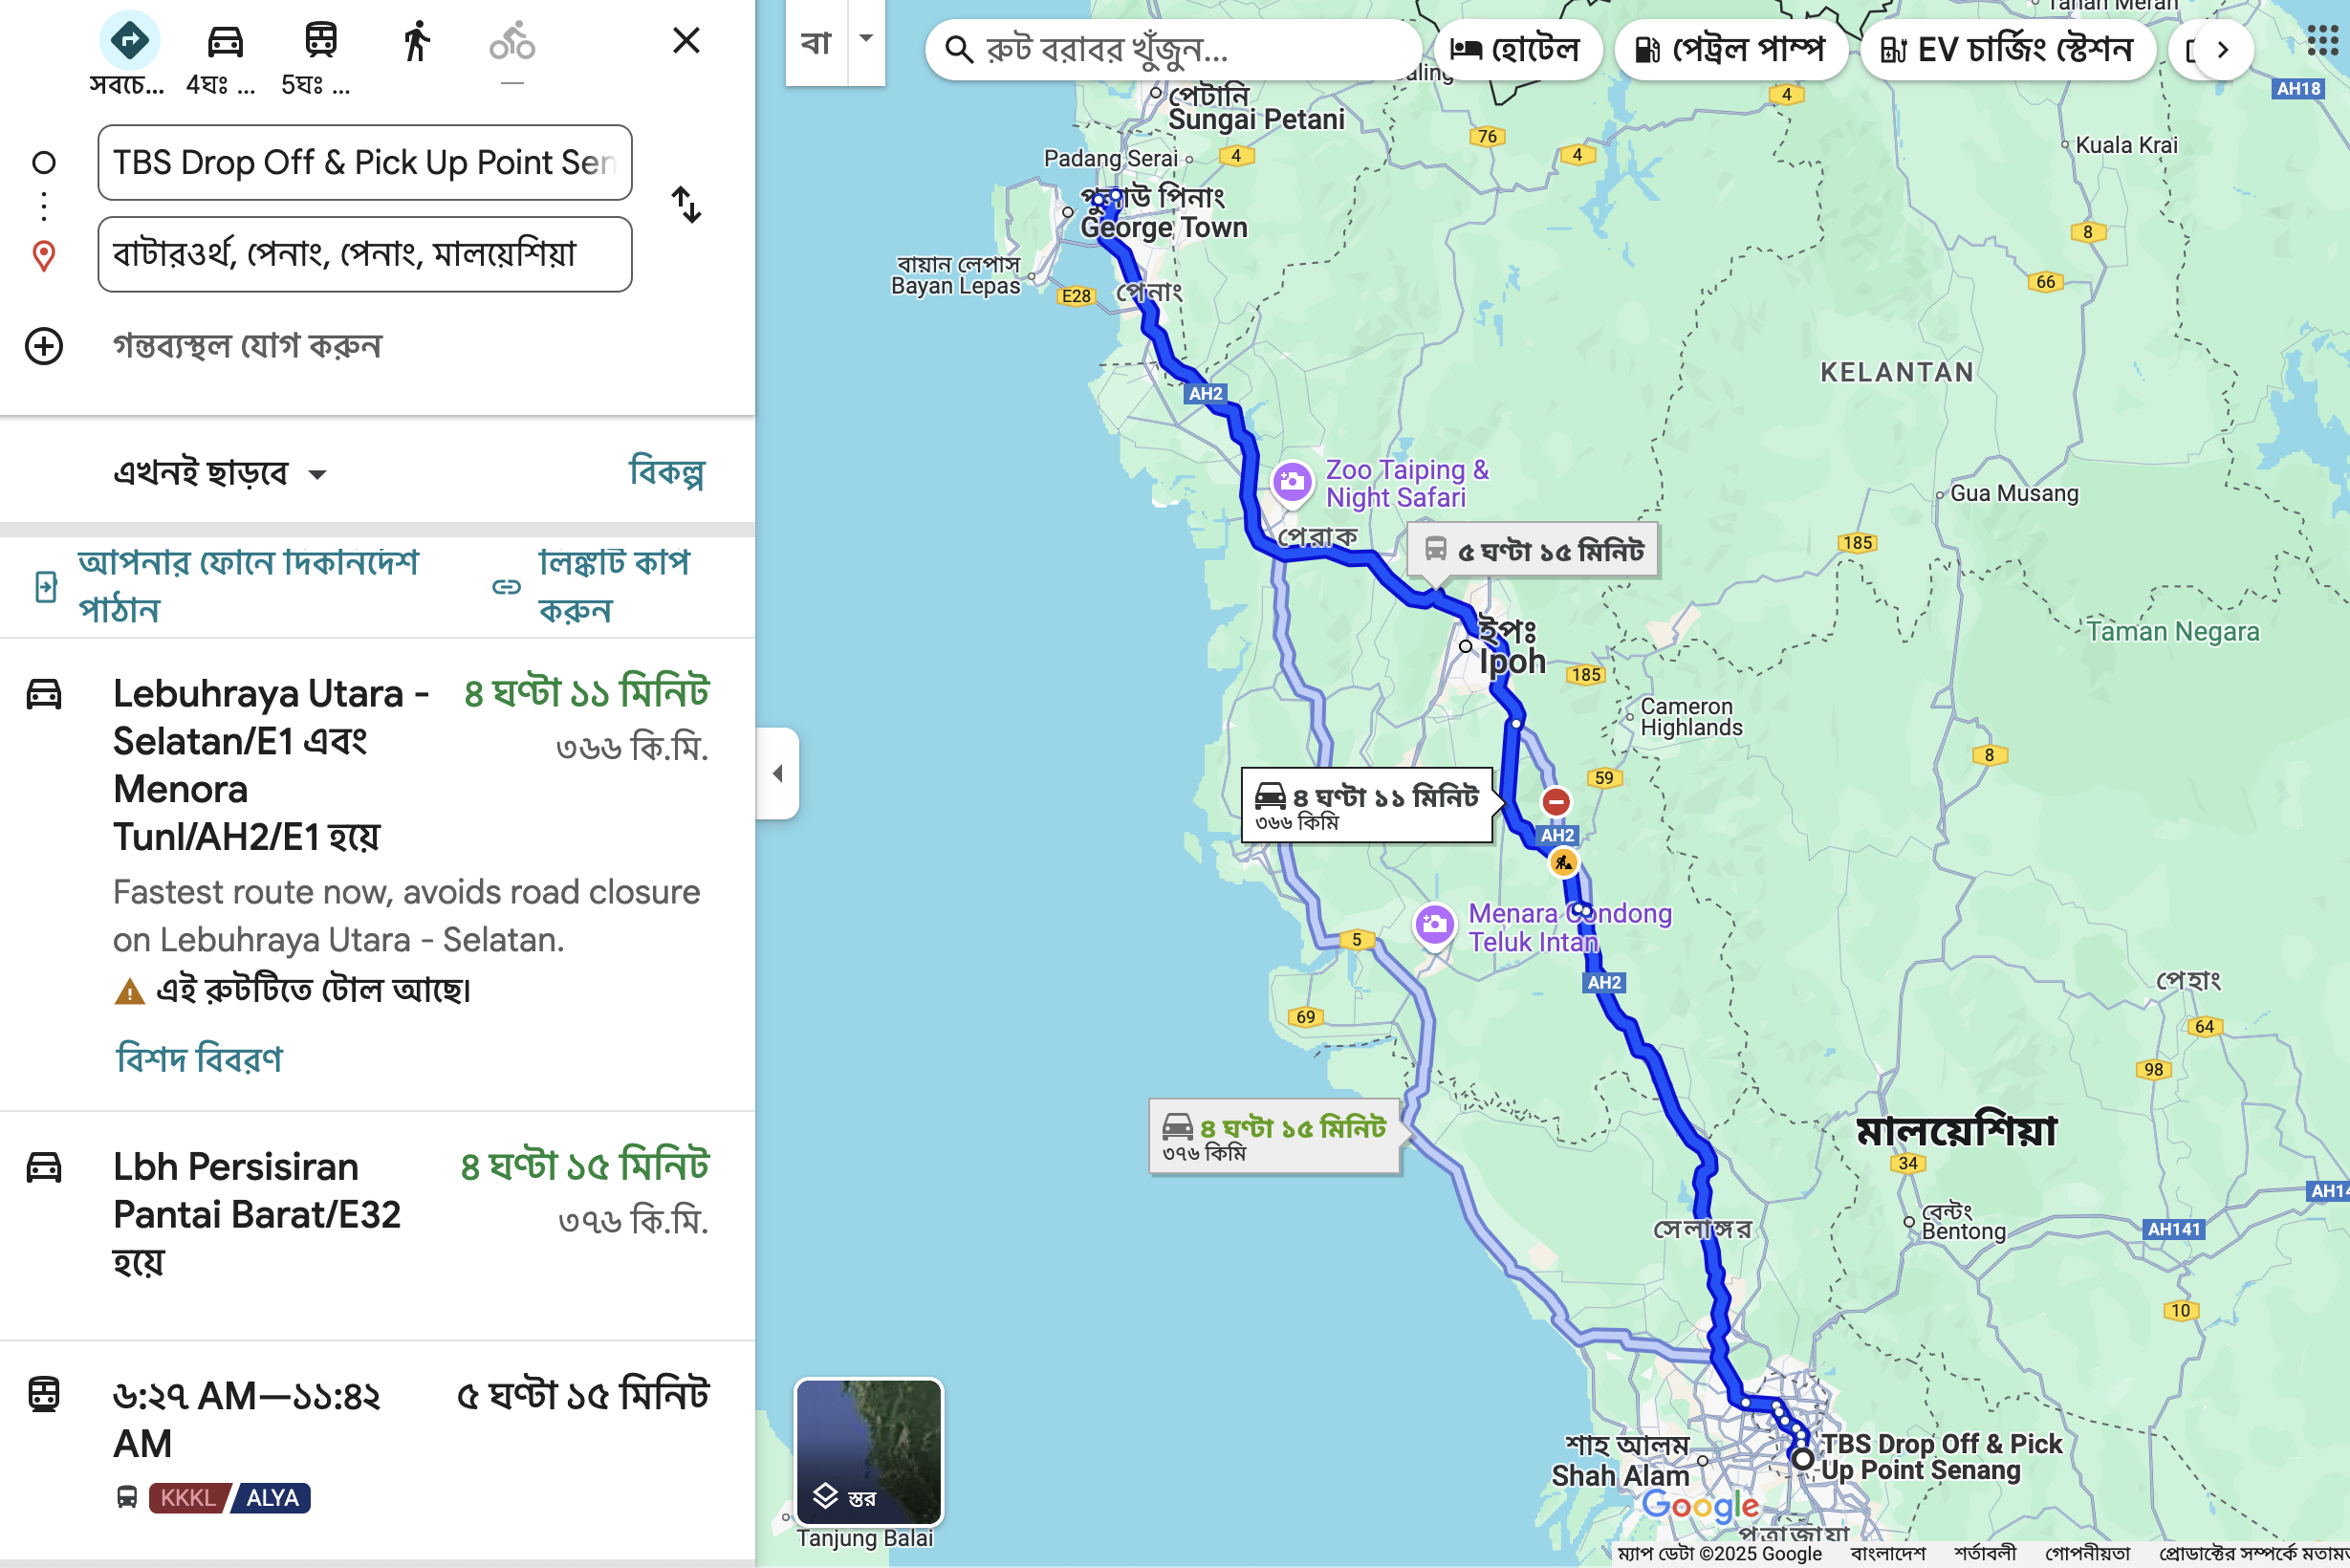 সবচে...
4ঘঃ ...
5ঘঃ ...
—
TBS Drop Off & Pick Up Point Sen
বাটারওর্থ, পেনাং, পেনাং, মালয়েশিয়া
গন্তব্যস্থল যোগ করুন
এখনই ছাড়বে
বিকল্প
আপনার ফোনে দিকনির্দেশ
পাঠান
লিঙ্কটি কপি
করুন
Lebuhraya Utara -
Selatan/E1 এবং
Menora
Tunl/AH2/E1 হয়ে
৪ ঘণ্টা ১১ মিনিট
৩৬৬ কি.মি.
Fastest route now, avoids road closure
on Lebuhraya Utara - Selatan.
এই রুটটিতে টোল আছে।
বিশদ বিবরণ
Lbh Persisiran
Pantai Barat/E32
হয়ে
৪ ঘণ্টা ১৫ মিনিট
৩৭৬ কি.মি.
৬:২৭ AM—১১:৪২
AM
৫ ঘণ্টা ১৫ মিনিট
KKKL
ALYA
বা
রুট বরাবর খুঁজুন...
হোটেল
পেট্রল পাম্প
EV চার্জিং স্টেশন
AH18
4
পেটানি
Sungai Petani
76
4
4
Padang Serai
Kuala Krai
পুলাউ পিনাং
George Town
8
বায়ান লেপাস
Bayan Lepas
E28
পেনাং
66
KELANTAN
AH2
Zoo Taiping &
Night Safari
Gua Musang
পেরাক
৫ ঘণ্টা ১৫ মিনিট
185
ইপঃ
Ipoh
Taman Negara
185
Cameron
Highlands
8
59
৪ ঘণ্টা ১১ মিনিট
৩৬৬ কিমি
AH2
Menara Condong
Teluk Intan
5
AH2
পেহাং
69
64
98
৪ ঘণ্টা ১৫ মিনিট
৩৭৬ কিমি
মালয়েশিয়া
34
AH14
সেলাঙ্গর
বেন্টং
Bentong
AH141
10
শাহ আলম
Shah Alam
TBS Drop Off & Pick
Up Point Senang
Google
স্তর
Tanjung Balai
ম্যাপ ডেটা ©2025 Google
বাংলাদেশ
শর্তাবলী
গোপনীয়তা
প্রোডাক্টের সম্পর্কে মতাম